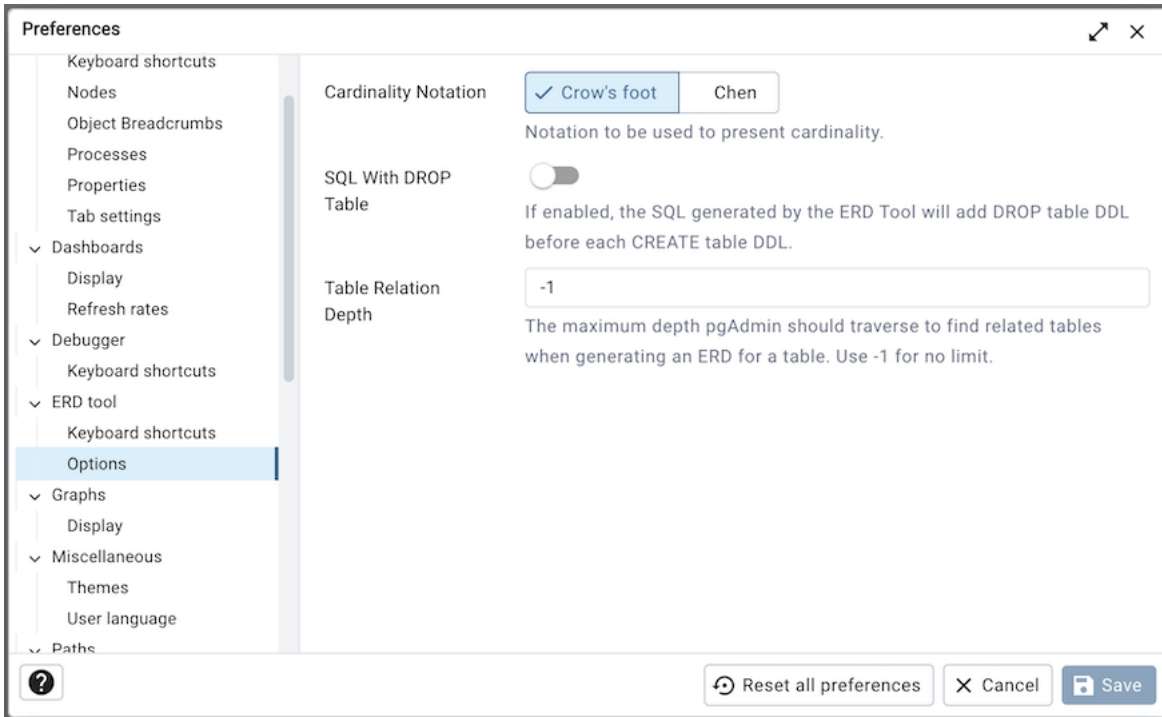 Preferences
Keyboard shortcuts
Nodes
Object Breadcrumbs
Processes
Properties
Tab settings
Dashboards
Display
Refresh rates
Debugger
Keyboard shortcuts
ERD tool
Keyboard shortcuts
Options
Graphs
Display
Miscellaneous
Themes
User language
Paths
Cardinality Notation
Crow's foot
Chen
Notation to be used to present cardinality.
SQL With DROP
Table
If enabled, the SQL generated by the ERD Tool will add DROP table DDL
before each CREATE table DDL.
Table Relation
Depth
-1
The maximum depth pgAdmin should traverse to find related tables
when generating an ERD for a table. Use -1 for no limit.
?
Reset all preferences
Cancel
Save